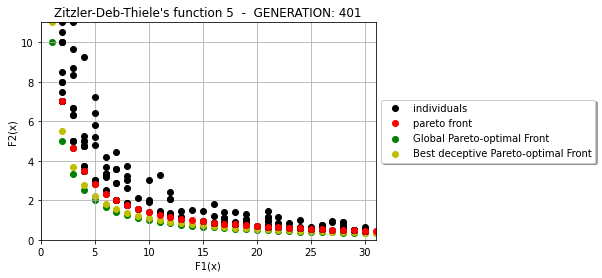 Zitzler-Deb-Thiele's function 5 - GENERATION: 401
10
8
6
4
2
0
F2(x)
0 5 10 15 20 25 30
F1(x)
individuals
pareto front
Global Pareto-optimal Front
Best deceptive Pareto-optimal Front